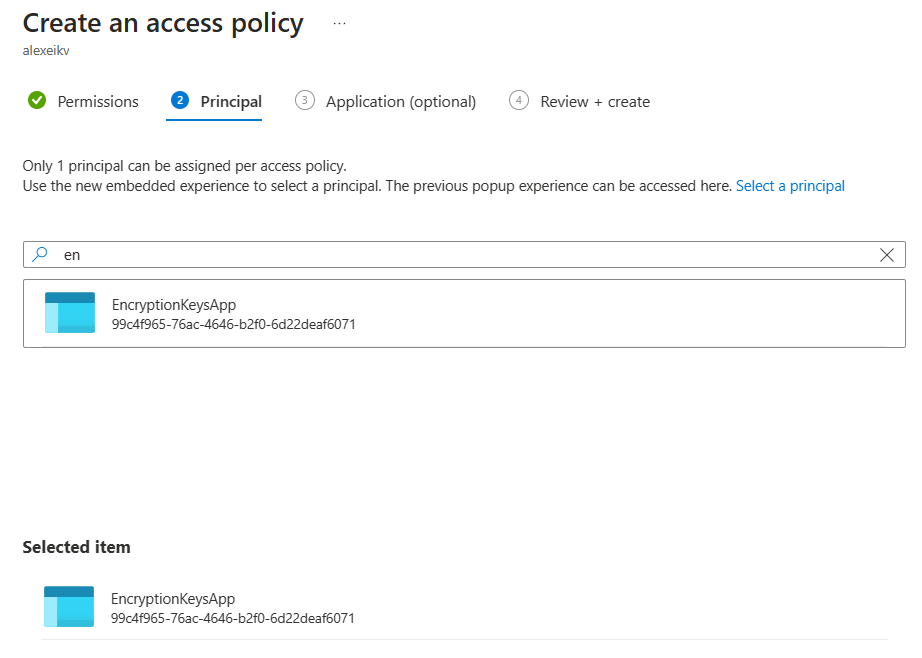 Create an access policy ...
alexeikv
Permissions
2 Principal
3 Application (optional)
4 Review + create
Only 1 principal can be assigned per access policy.
Use the new embedded experience to select a principal. The previous popup experience can be accessed here. Select a principal
en
EncryptionKeysApp
99c4f965-76ac-4646-b2f0-6d22deaf6071
Selected item
EncryptionKeysApp
99c4f965-76ac-4646-b2f0-6d22deaf6071